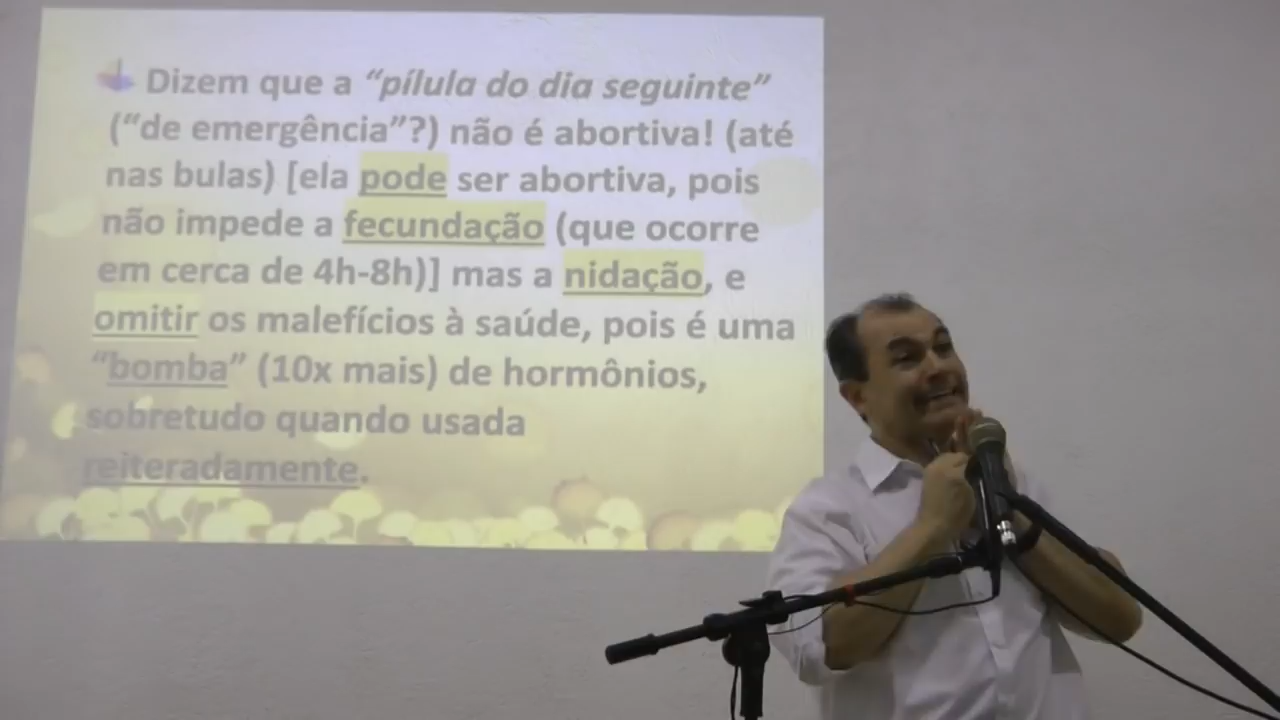 Dizem que a “pílula do dia seguinte”
(“de emergência”?) não é abortiva! (até
nas bulas) [ela pode ser abortiva, pois
não impede a fecundação (que ocorre
em cerca de 4h-8h)] mas a nidação, e
omitir os malefícios à saúde, pois é uma
“bomba” (10x mais) de hormônios,
sobretudo quando usada
reiteradamente.